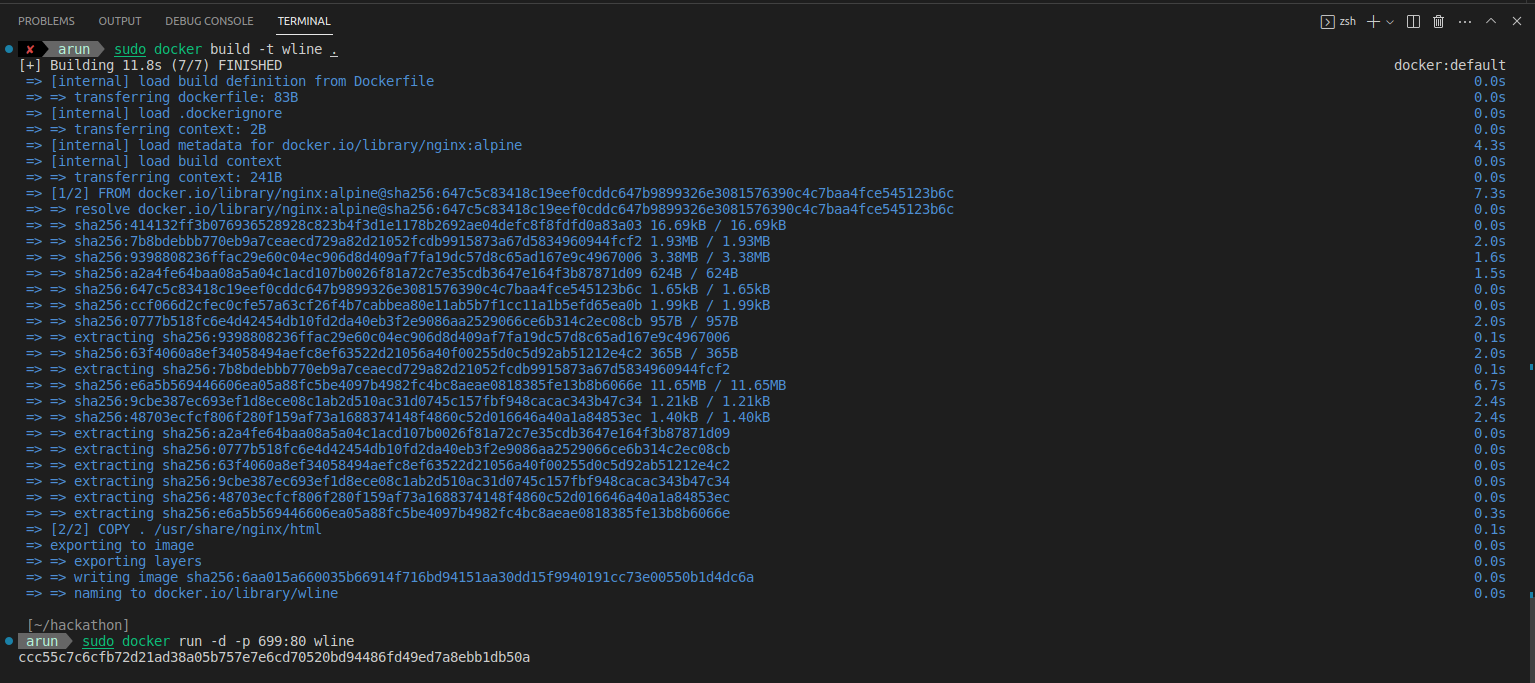 PROBLEMS OUTPUT DEBUG CONSOLE TERMINAL zsh
✘ arun sudo docker build -t wline .
[+] Building 11.8s (7/7) FINISHED docker:default
=> [internal] load build definition from Dockerfile 0.0s
=> => transferring dockerfile: 83B 0.0s
=> [internal] load .dockerignore 0.0s
=> => transferring context: 2B 0.0s
=> [internal] load metadata for docker.io/library/nginx:alpine 4.3s
=> [internal] load build context 0.0s
=> => transferring context: 241B 0.0s
=> [1/2] FROM docker.io/library/nginx:alpine@sha256:647c5c83418c19eef0cddc647b9899326e3081576390c4c7baa4fce545123b6c 7.3s
=> => resolve docker.io/library/nginx:alpine@sha256:647c5c83418c19eef0cddc647b9899326e3081576390c4c7baa4fce545123b6c 0.0s
=> => sha256:414132ff3b076936528928c823b4f3d1e1178b2692ae04defc8f8fdfd0a83a03 16.69kB / 16.69kB 0.0s
=> => sha256:7b8bdebbb770eb9a7ceaecd729a82d21052fcdb9915873a67d5834960944fcf2 1.93MB / 1.93MB 2.0s
=> => sha256:9398808236ffac29e60c04ec906d8d409af7fa19dc57d8c65ad167e9c4967006 3.38MB / 3.38MB 1.6s
=> => sha256:a2a4fe64baa08a5a04c1acd107b0026f81a72c7e35cdb3647e164f3b87871d09 624B / 624B 1.5s
=> => sha256:647c5c83418c19eef0cddc647b9899326e3081576390c4c7baa4fce545123b6c 1.65kB / 1.65kB 0.0s
=> => sha256:ccf066d2cfec0cfe57a63cf26f4b7cabbea80e11ab5b7f1cc11a1b5efd65ea0b 1.99kB / 1.99kB 0.0s
=> => sha256:0777b518fc6e4d42454db10fd2da40eb3f2e9086aa2529066ce6b314c2ec08cb 957B / 957B 2.0s
=> => extracting sha256:9398808236ffac29e60c04ec906d8d409af7fa19dc57d8c65ad167e9c4967006 0.1s
=> => sha256:63f4060a8ef34058494aefc8ef63522d21056a40f00255d0c5d92ab51212e4c2 365B / 365B 2.0s
=> => extracting sha256:7b8bdebbb770eb9a7ceaecd729a82d21052fcdb9915873a67d5834960944fcf2 0.1s
=> => sha256:e6a5b569446606ea05a88fc5be4097b4982fc4bc8aeae0818385fe13b8b6066e 11.65MB / 11.65MB 6.7s
=> => sha256:9cbe387ec693ef1d8ece08c1ab2d510ac31d0745c157fbf948cacac343b47c34 1.21kB / 1.21kB 2.4s
=> => sha256:48703ecfcf806f280f159af73a1688374148f4860c52d016646a40a1a84853ec 1.40kB / 1.40kB 2.4s
=> => extracting sha256:a2a4fe64baa08a5a04c1acd107b0026f81a72c7e35cdb3647e164f3b87871d09 0.0s
=> => extracting sha256:0777b518fc6e4d42454db10fd2da40eb3f2e9086aa2529066ce6b314c2ec08cb 0.0s
=> => extracting sha256:63f4060a8ef34058494aefc8ef63522d21056a40f00255d0c5d92ab51212e4c2 0.0s
=> => extracting sha256:9cbe387ec693ef1d8ece08c1ab2d510ac31d0745c157fbf948cacac343b47c34 0.0s
=> => extracting sha256:48703ecfcf806f280f159af73a1688374148f4860c52d016646a40a1a84853ec 0.0s
=> => extracting sha256:e6a5b569446606ea05a88fc5be4097b4982fc4bc8aeae0818385fe13b8b6066e 0.3s
=> [2/2] COPY . /usr/share/nginx/html 0.1s
=> exporting to image 0.0s
=> => exporting layers 0.0s
=> => writing image sha256:6aa015a660035b66914f716bd94151aa30dd15f9940191cc73e00550b1d4dc6a 0.0s
=> => naming to docker.io/library/wline 0.0s
[~/hackathon]
arun sudo docker run -d -p 699:80 wline
ccc55c7c6cfb72d21ad38a05b757e7e6cd70520bd94486fd49ed7a8ebb1db50a